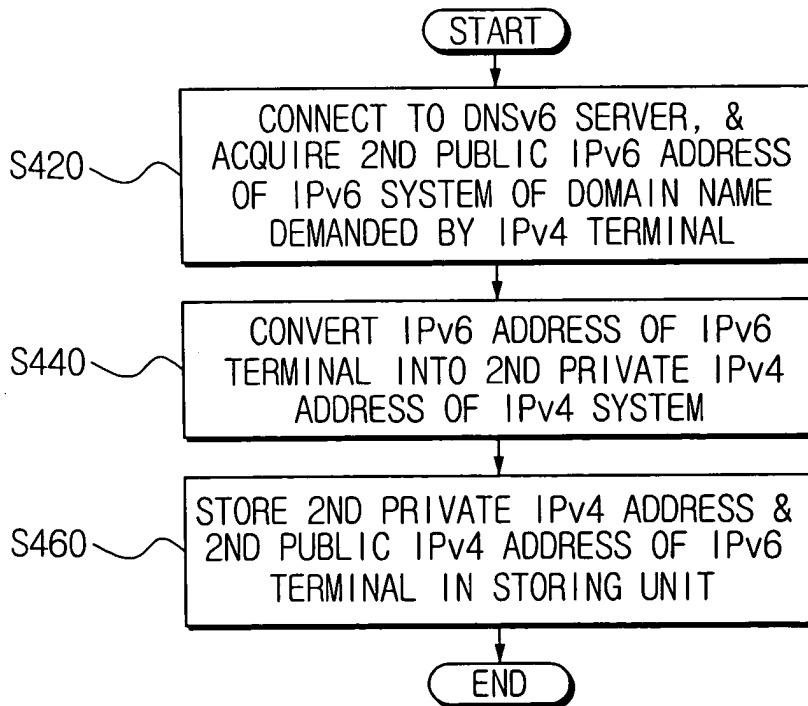 START
S420
CONNECT TO DNSv6 SERVER, &
ACQUIRE 2ND PUBLIC IPv6 ADDRESS
OF IPv6 SYSTEM OF DOMAIN NAME
DEMANDED BY IPv4 TERMINAL
S440
CONVERT IPv6 ADDRESS OF IPv6
TERMINAL INTO 2ND PRIVATE IPv4
ADDRESS OF IPv4 SYSTEM
S460
STORE 2ND PRIVATE IPv4 ADDRESS &
2ND PUBLIC IPv4 ADDRESS OF IPv6
TERMINAL IN STORING UNIT
END